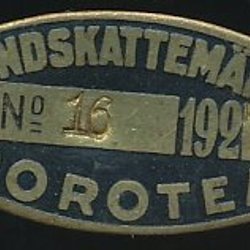 NDSKATTEMÄ
No 16 192
OROTE